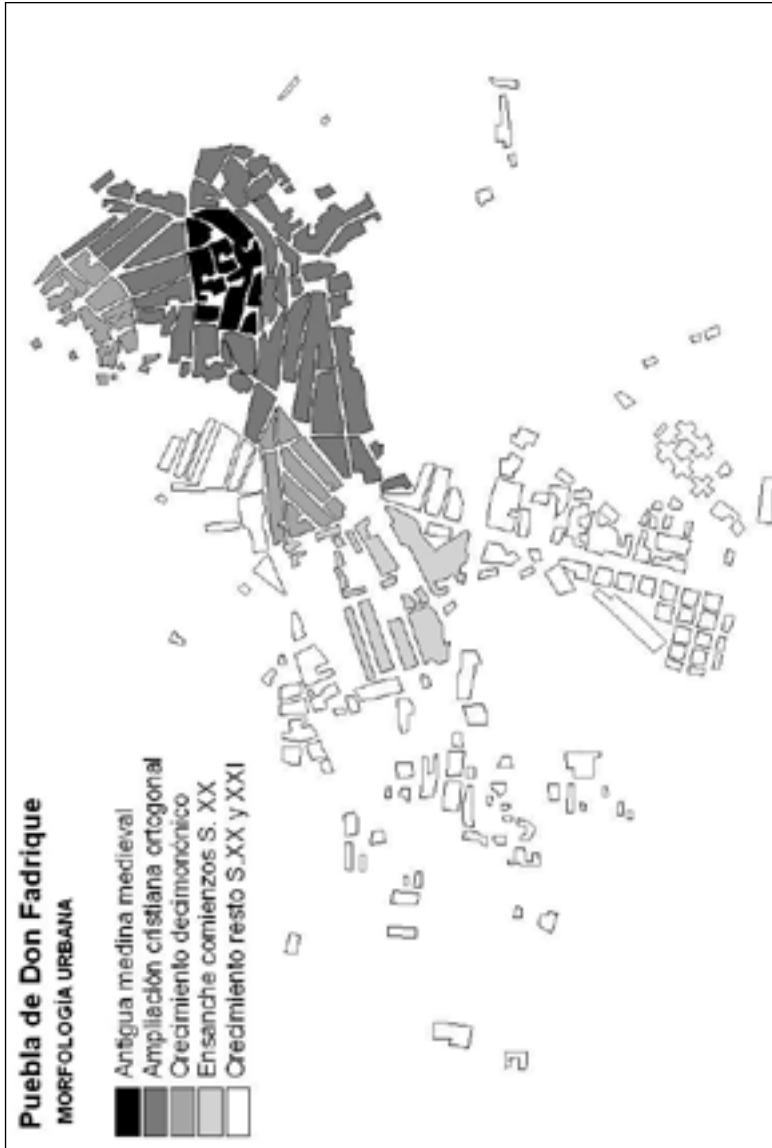 Puebla de Don Fadrique
MORFOLOGÍA URBANA
Antigua medina medieval
Ampliación cristiana ortogonal
Crecimiento decimonónico
Ensanche comienzos S. XX
Crecimiento resto S.XX y XXI